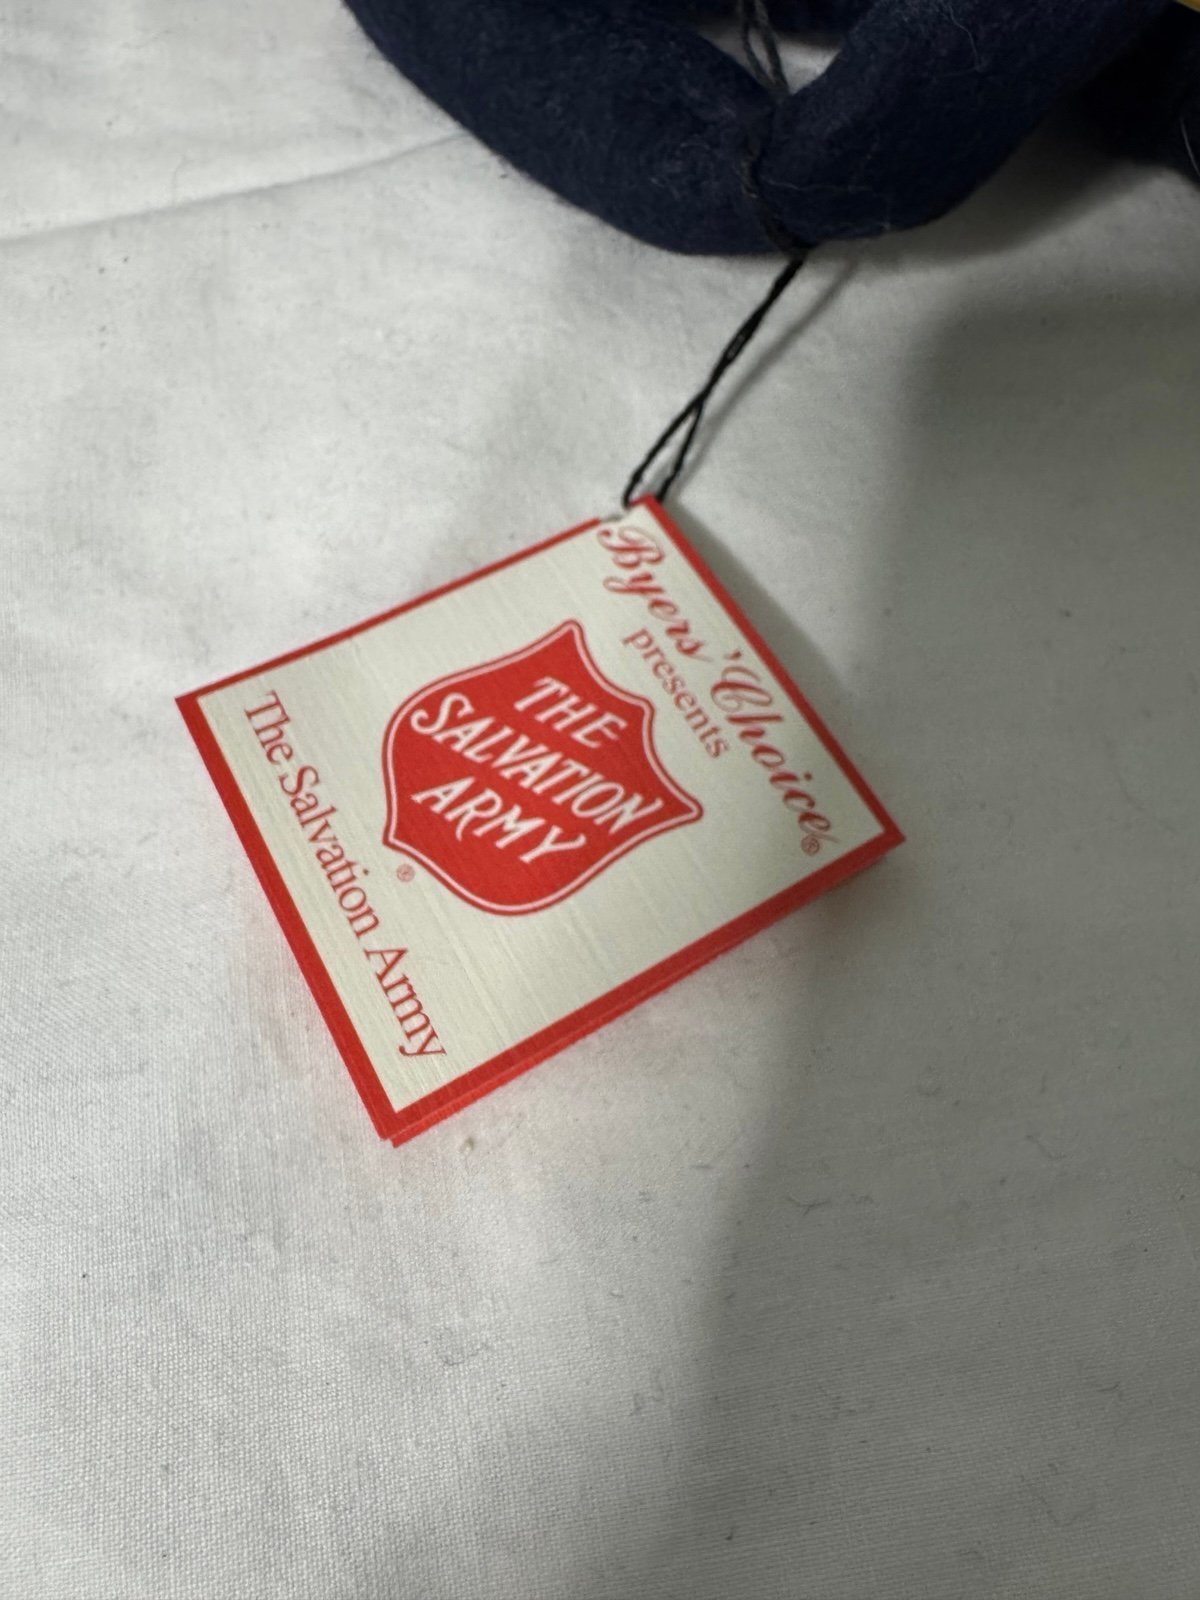 Byers' Choice®
presents
THE
SALVATION
ARMY
®
The Salvation Army